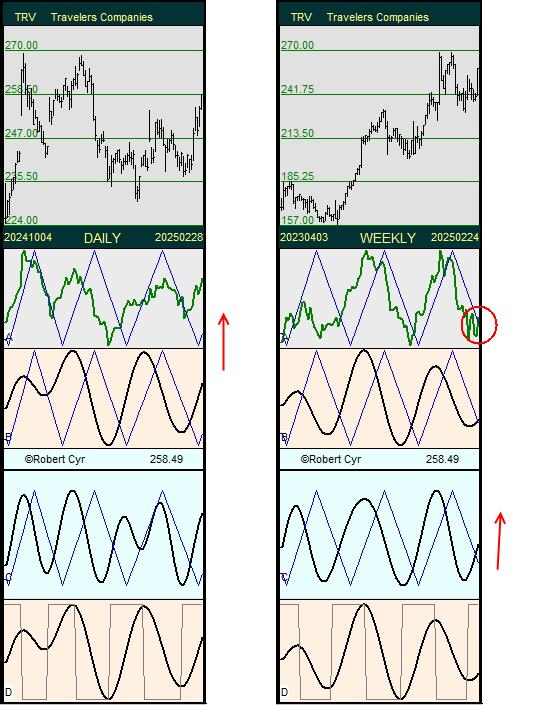 TRV Travelers Companies
270.00
258.50
247.00
235.50
224.00
20241004 DAILY 20250228
A
B
©Robert Cyr 258.49
C
D
TRV Travelers Companies
270.00
241.75
213.50
185.25
157.00
20230403 WEEKLY 20250224
A
B
©Robert Cyr 258.49
C
D